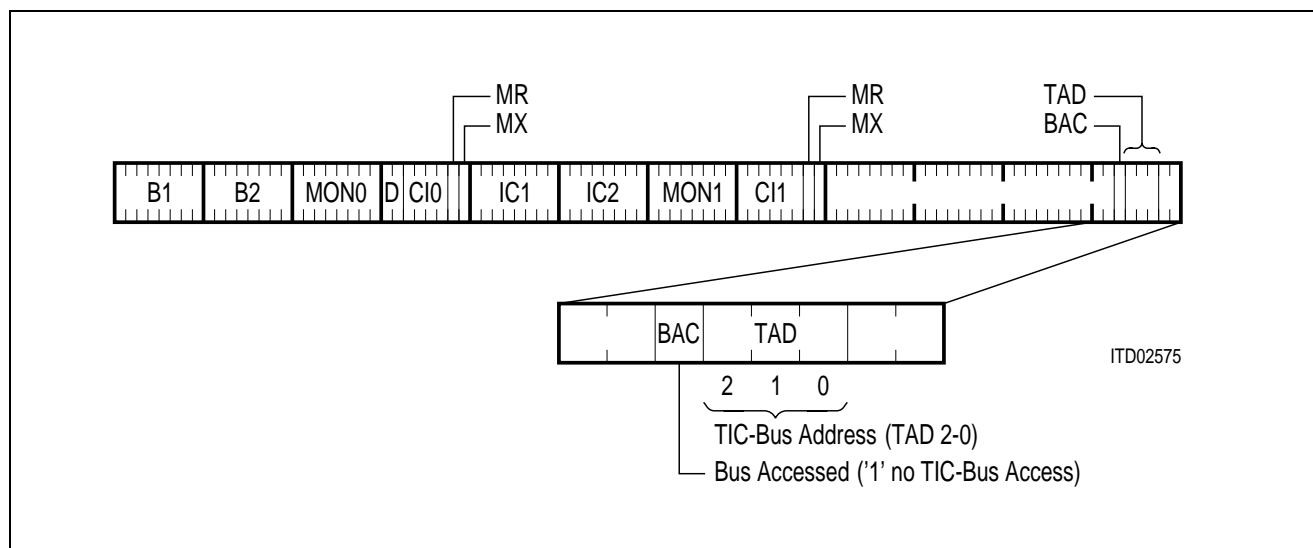 MR MR TAD
MX MX BAC
B1 B2 MON0 D CI0 IC1 IC2 MON1 CI1
BAC TAD
ITD02575
2 1 0
TIC-Bus Address (TAD 2-0)
Bus Accessed ('1' no TIC-Bus Access)